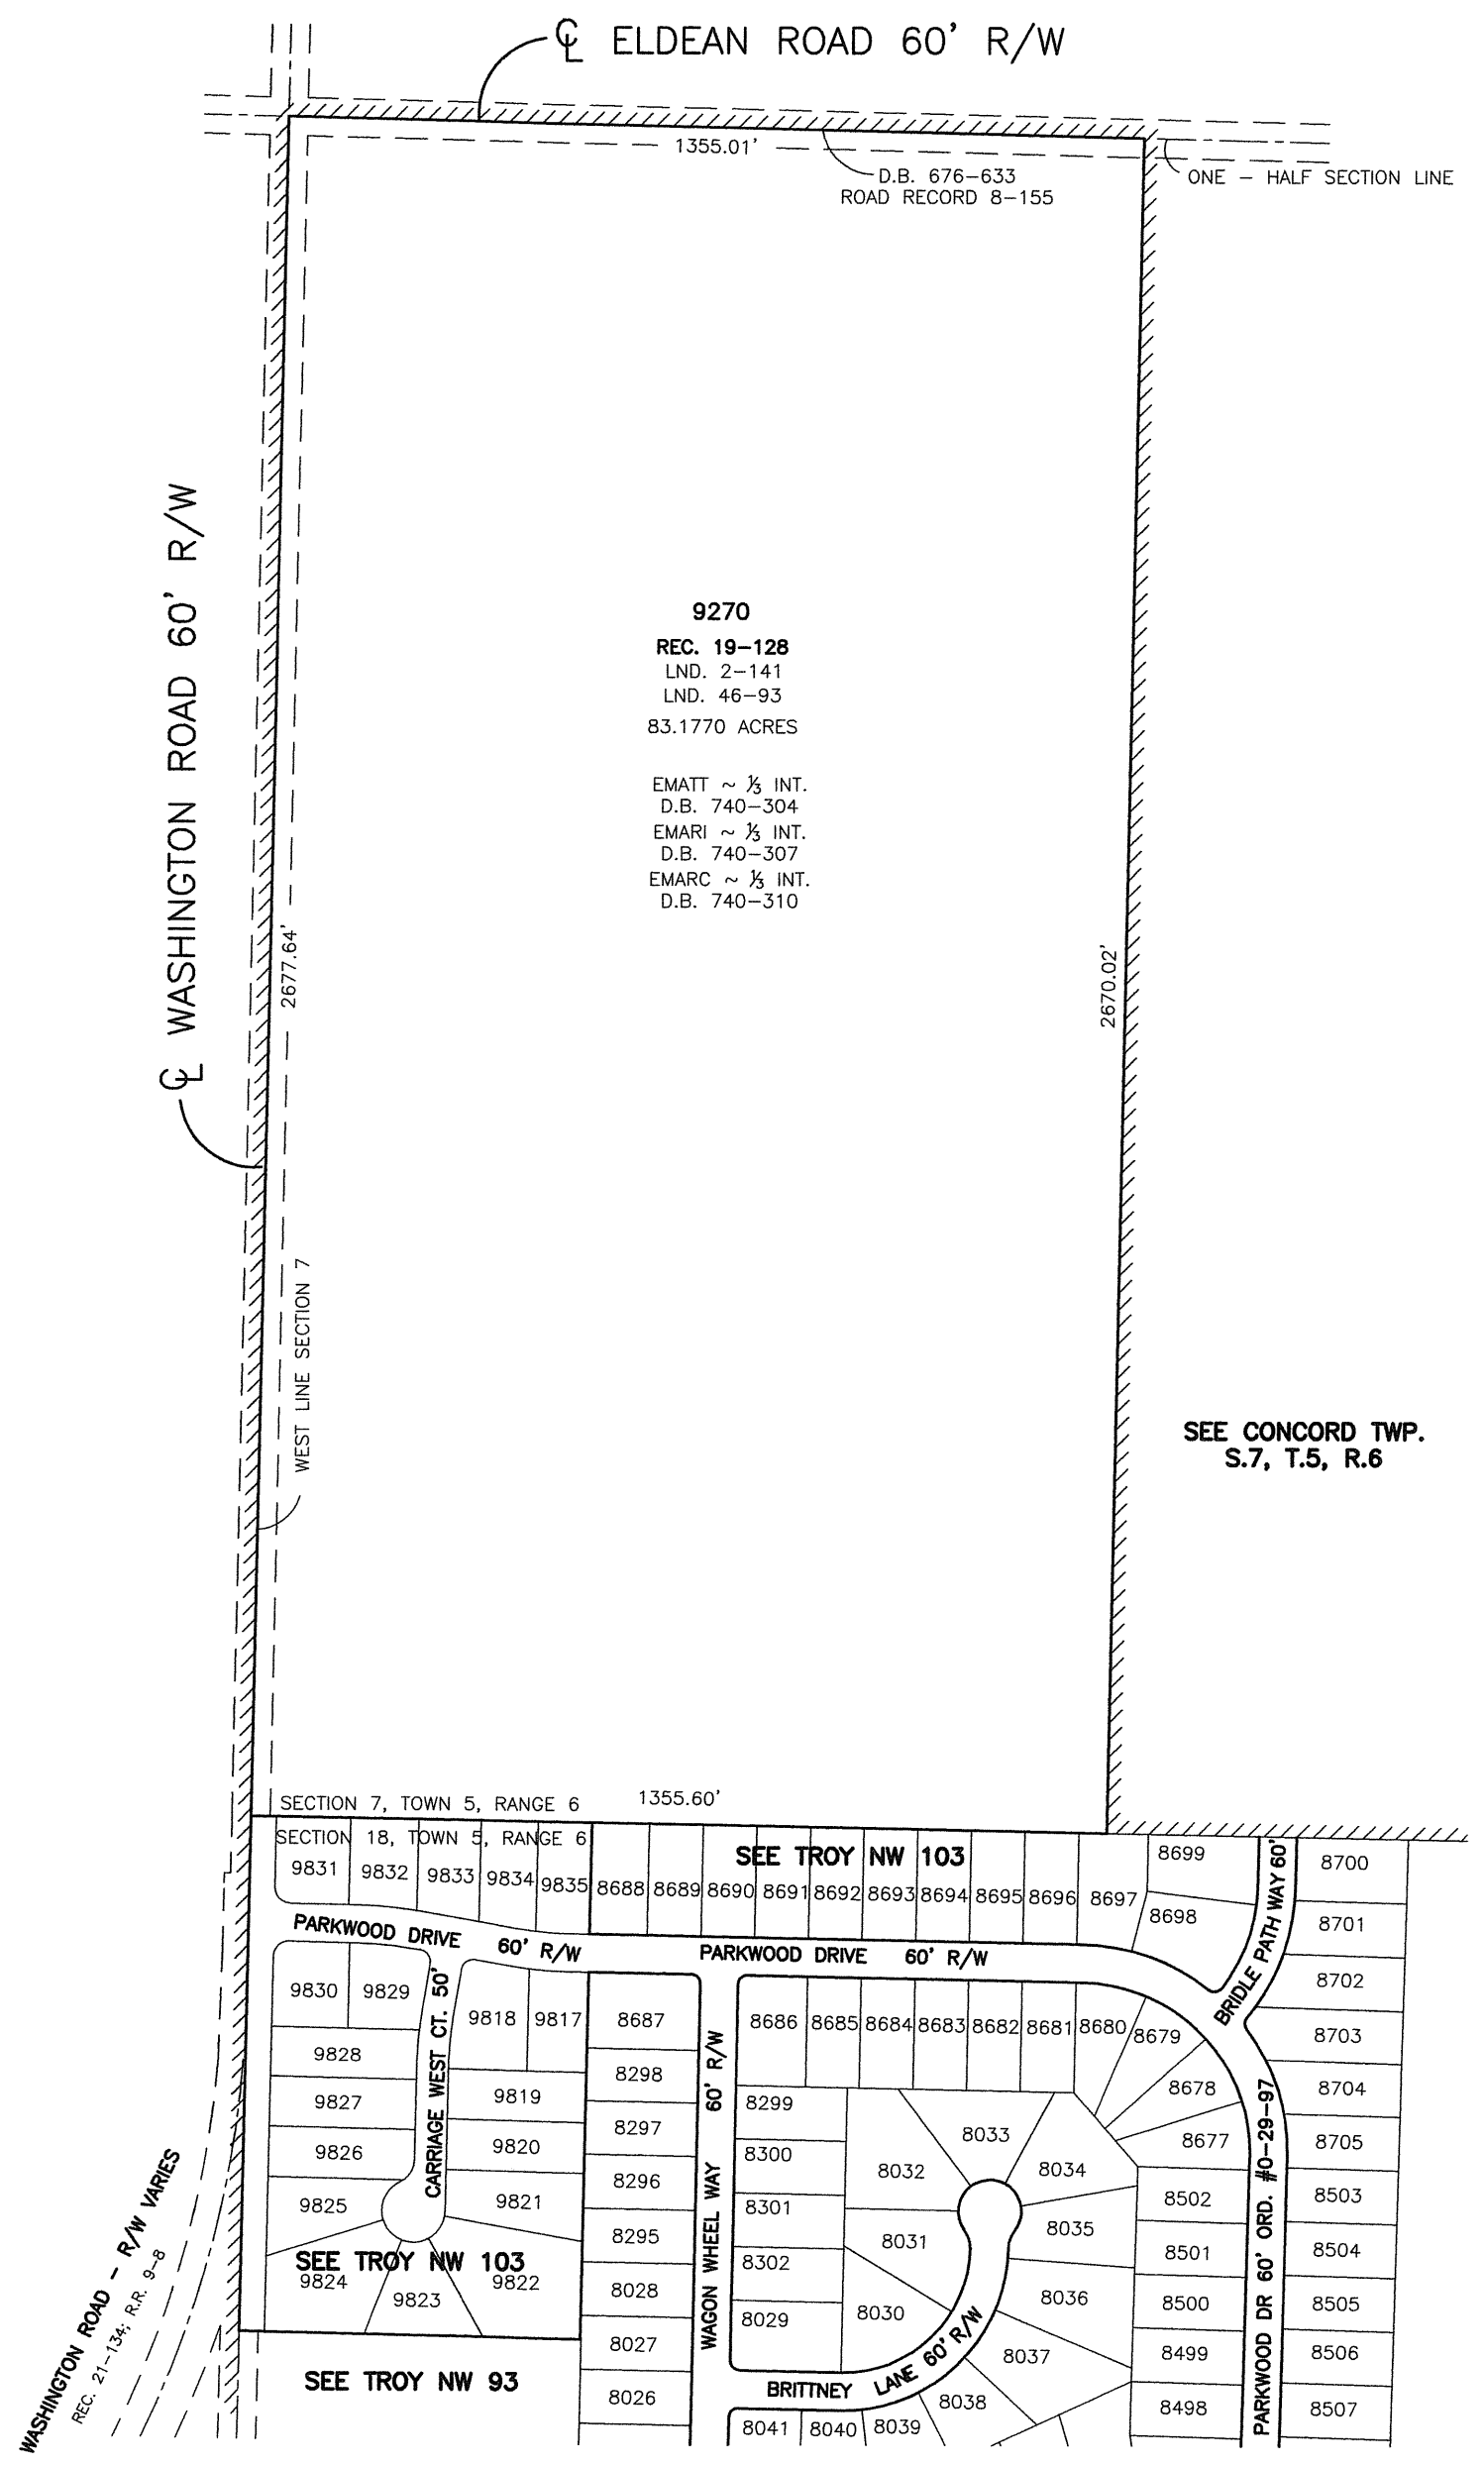 ℄ ELDEAN ROAD 60' R/W
1355.01'
D.B. 676-633
ROAD RECORD 8-155
ONE - HALF SECTION LINE
℄ WASHINGTON ROAD 60' R/W
9270
REC. 19-128
LND. 2-141
LND. 46-93
83.1770 ACRES
EMATT ~ ⅓ INT.
D.B. 740-304
EMARI ~ ⅓ INT.
D.B. 740-307
EMARC ~ ⅓ INT.
D.B. 740-310
2677.64'
2670.02'
WEST LINE SECTION 7
SEE CONCORD TWP.
S.7, T.5, R.6
SECTION 7, TOWN 5, RANGE 6
1355.60'
SECTION 18, TOWN 5, RANGE 6
SEE TROY NW 103
9831
9832
9833
9834
9835
8688
8689
8690
8691
8692
8693
8694
8695
8696
8697
8699
8698
BRIDLE PATH WAY 60'
8700
8701
8702
8703
8704
8705
8503
8504
8505
8506
8507
PARKWOOD DRIVE 60' R/W
PARKWOOD DRIVE 60' R/W
9830
9829
9828
9827
9826
9825
9824
9823
9822
9821
9820
9819
9818
9817
CARRIAGE WEST CT. 50'
SEE TROY NW 103
SEE TROY NW 93
8687
8298
8297
8296
8295
8028
8027
8026
WAGON WHEEL WAY 60' R/W
8686
8685
8684
8683
8682
8681
8680
8679
8678
8677
8299
8300
8301
8302
8029
8030
8031
8032
8033
8034
8035
8036
8037
8038
8039
8040
8041
BRITTNEY LANE 60' R/W
8502
8501
8500
8499
8498
PARKWOOD DR 60' ORD. #0-29-97
WASHINGTON ROAD - R/W VARIES
REC. 21-134; R.R. 9-8